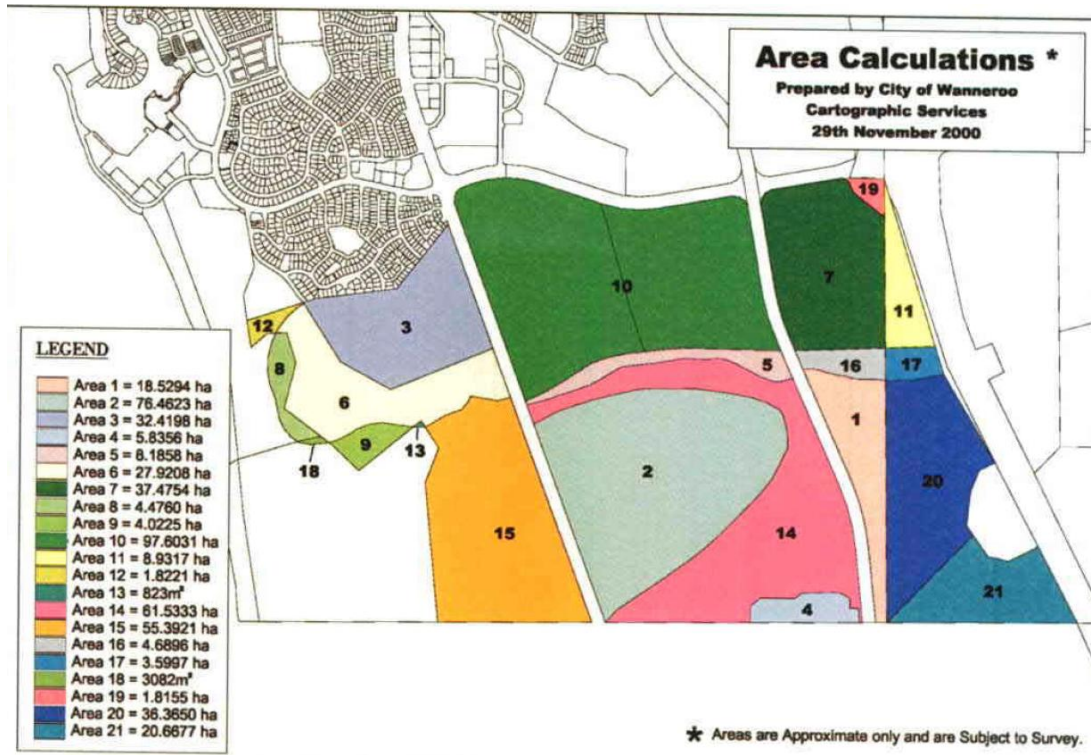 Area Calculations *
Prepared by City of Wanneroo
Cartographic Services
29th November 2000
19
10
7
11
12
3
5
16
17
8
6
1
9
13
18
2
20
15
14
4
21
LEGEND
Area 1 = 18.5294 ha
Area 2 = 76.4623 ha
Area 3 = 32.4198 ha
Area 4 = 5.8356 ha
Area 5 = 8.1858 ha
Area 6 = 27.9208 ha
Area 7 = 37.4754 ha
Area 8 = 4.4760 ha
Area 9 = 4.0225 ha
Area 10 = 97.6031 ha
Area 11 = 8.9317 ha
Area 12 = 1.8221 ha
Area 13 = 823m²
Area 14 = 61.5333 ha
Area 15 = 55.3921 ha
Area 16 = 4.6896 ha
Area 17 = 3.5997 ha
Area 18 = 3082m²
Area 19 = 1.8155 ha
Area 20 = 36.3650 ha
Area 21 = 20.6677 ha
* Areas are Approximate only and are Subject to Survey.